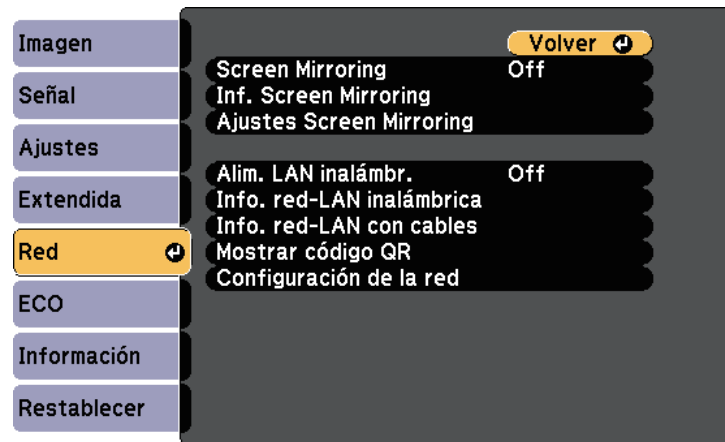 Imagen
Señal
Ajustes
Extendida
Red
ECO
Información
Restablecer
Volver
Screen Mirroring Off
Inf. Screen Mirroring
Ajustes Screen Mirroring
Alim. LAN inalámbr. Off
Info. red-LAN inalámbrica
Info. red-LAN con cables
Mostrar código QR
Configuración de la red